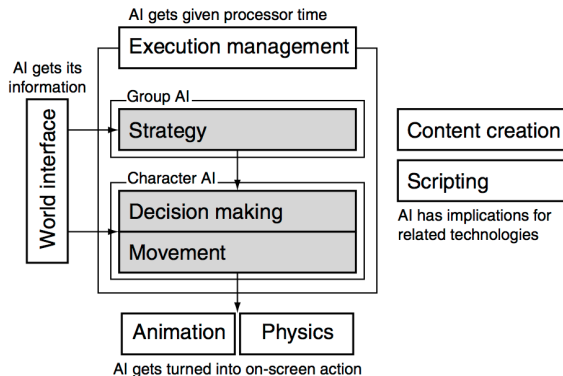 AI gets given processor time
Execution management
AI gets its
information
Group AI
Strategy
World interface
Character AI
Decision making
Movement
Animation
Physics
AI gets turned into on-screen action
Content creation
Scripting
AI has implications for
related technologies